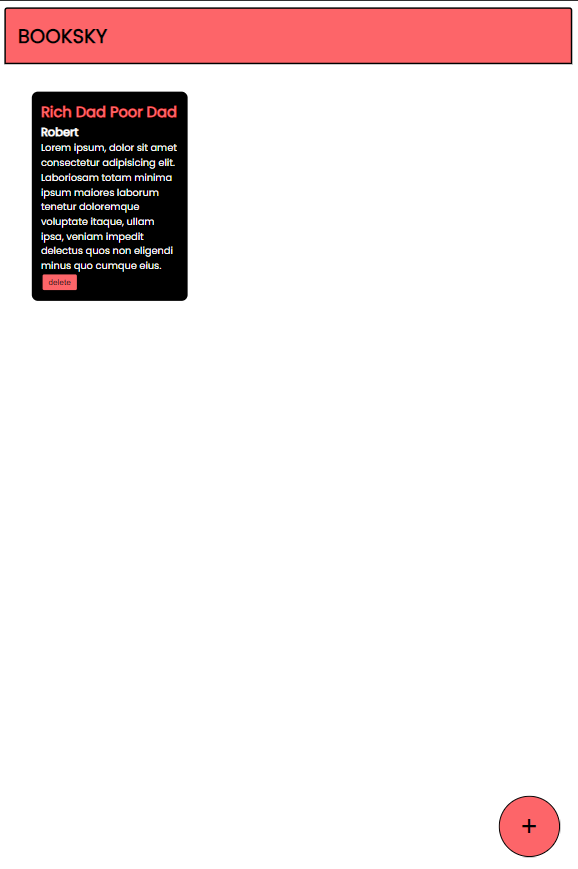 BOOKSKY
Rich Dad Poor Dad
Robert
Lorem ipsum, dolor sit amet
consectetur adipisicing elit.
Laboriosam totam minima
ipsum maiores laborum
tenetur doloremque
voluptate itaque, ullam
ipsa, veniam impedit
delectus quos non eligendi
minus quo cumque eius.
delete
+